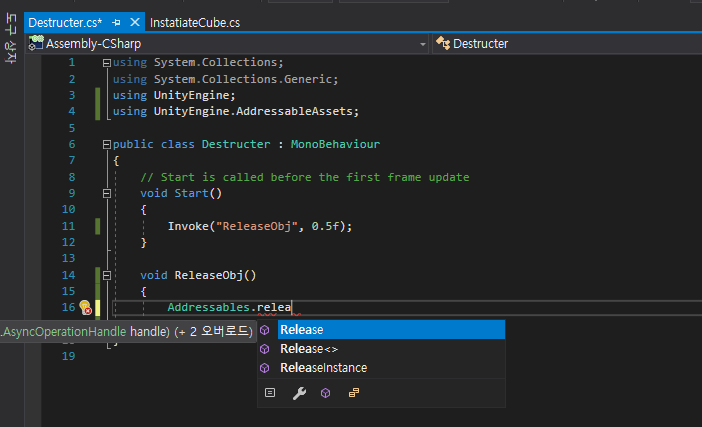 도구 상자
Destructer.cs*
InstatiateCube.cs
Assembly-CSharp
Destructer
1 using System.Collections;
2 using System.Collections.Generic;
3 using UnityEngine;
4 using UnityEngine.AddressableAssets;
5
6 public class Destructer : MonoBehaviour
7 {
8 // Start is called before the first frame update
9 void Start()
10 {
11 Invoke("ReleaseObj", 0.5f);
12 }
13
14 void ReleaseObj()
15 {
16 Addressables.relea
.AsyncOperationHandle handle) (+ 2 오버로드)
Release
Release<>
ReleaseInstance
19